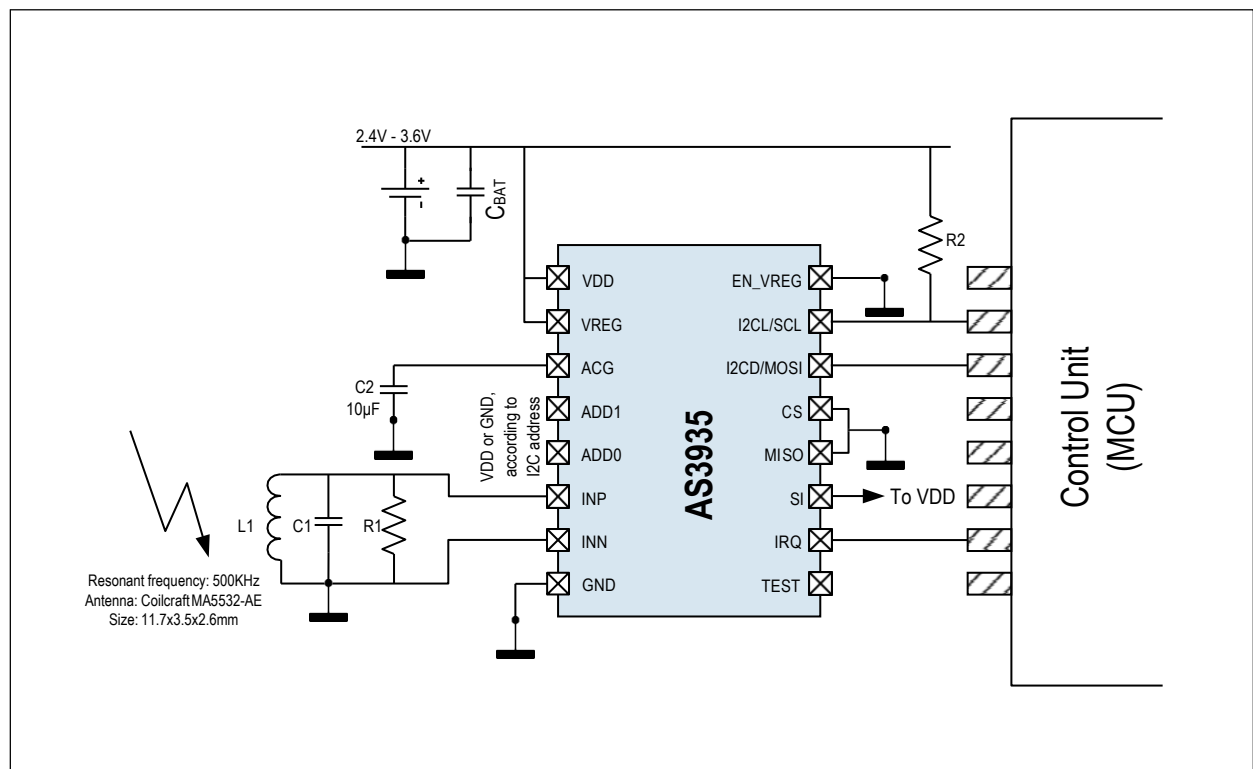 2.4V - 3.6V
+
-
CBAT
R2
VDD
VREG
ACG
ADD1
ADD0
INP
INN
GND
EN_VREG
I2CL/SCL
I2CD/MOSI
CS
MISO
SI
IRQ
TEST
AS3935
To VDD
Control Unit
(MCU)
C2
10µF
VDD or GND,
according to
I2C address
L1
C1
R1
Resonant frequency: 500KHz
Antenna: Coilcraft MA5532-AE
Size: 11.7x3.5x2.6mm